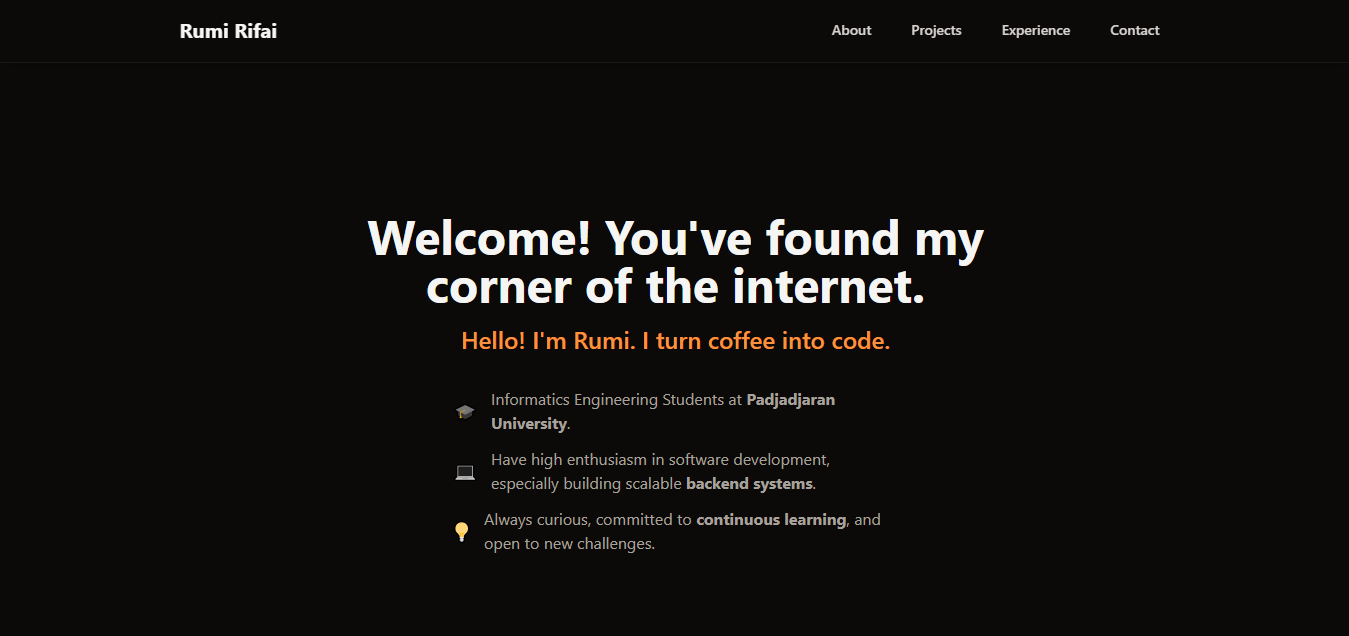 Rumi Rifai
About
Projects
Experience
Contact
Welcome! You've found my
corner of the internet.
Hello! I'm Rumi. I turn coffee into code.
Informatics Engineering Students at Padjadjaran
University.
Have high enthusiasm in software development,
especially building scalable backend systems.
Always curious, committed to continuous learning, and
open to new challenges.